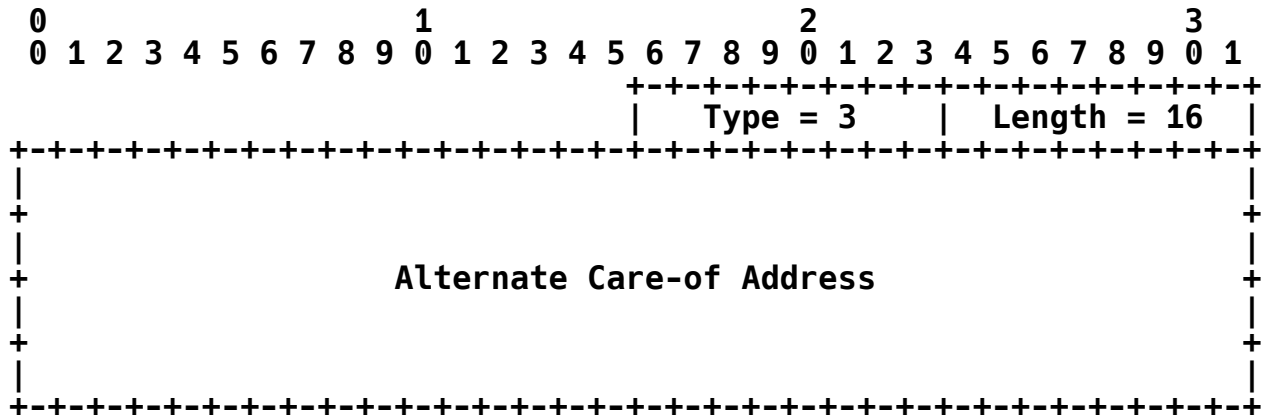 0                   1                   2                   3
 0 1 2 3 4 5 6 7 8 9 0 1 2 3 4 5 6 7 8 9 0 1 2 3 4 5 6 7 8 9 0 1
                                +-+-+-+-+-+-+-+-+-+-+-+-+-+-+-+-+
                                |   Type = 3    |  Length = 16  |
+-+-+-+-+-+-+-+-+-+-+-+-+-+-+-+-+-+-+-+-+-+-+-+-+-+-+-+-+-+-+-+-+
|                                                               |
+                                                               +
|                                                               |
+                   Alternate Care-of Address                   +
|                                                               |
+                                                               +
|                                                               |
+-+-+-+-+-+-+-+-+-+-+-+-+-+-+-+-+-+-+-+-+-+-+-+-+-+-+-+-+-+-+-+-+